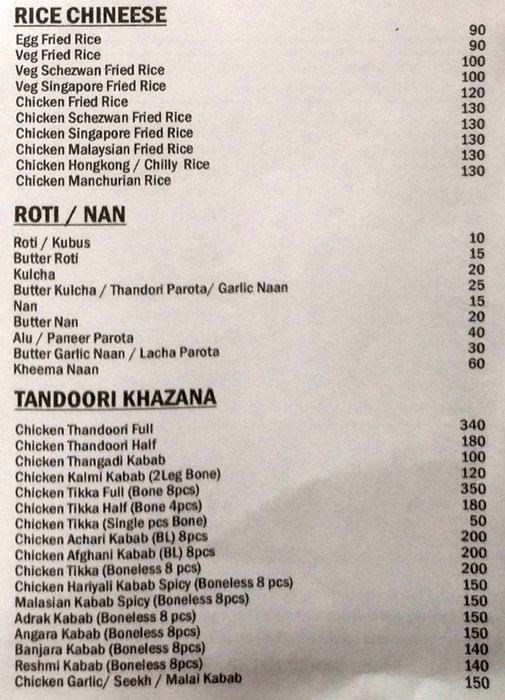 RICE CHINEESE
Egg Fried Rice 90
Veg Fried Rice 90
Veg Schezwan Fried Rice 100
Veg Singapore Fried Rice 100
Chicken Fried Rice 120
Chicken Schezwan Fried Rice 130
Chicken Singapore Fried Rice 130
Chicken Malaysian Fried Rice 130
Chicken Hongkong / Chilly Rice 130
Chicken Manchurian Rice 130
ROTI / NAN
Roti / Kubus 10
Butter Roti 15
Kulcha 20
Butter Kulcha / Thandori Parota/ Garlic Naan 25
Nan 15
Butter Nan 20
Alu / Paneer Parota 40
Butter Garlic Naan / Lacha Parota 30
Kheema Naan 60
TANDOORI KHAZANA
Chicken Thandoori Full 340
Chicken Thandoori Half 180
Chicken Thangadi Kabab 100
Chicken Kalmi Kabab (2Leg Bone) 120
Chicken Tikka Full (Bone 8pcs) 350
Chicken Tikka Half (Bone 4pcs) 180
Chicken Tikka (Single pcs Bone) 50
Chicken Achari Kabab (BL) 8pcs 200
Chicken Afghani Kabab (BL) 8pcs 200
Chicken Tikka (Boneless 8 pcs) 200
Chicken Hariyali Kabab Spicy (Boneless 8 pcs) 150
Malasian Kabab Spicy (Boneless 8pcs) 150
Adrak Kabab (Boneless 8 pcs) 150
Angara Kabab (Boneless 8pcs) 150
Banjara Kabab (Boneless 8pcs) 140
Reshmi Kabab (Boneless 8pcs) 140
Chicken Garlic/ Seekh / Malai Kabab 150